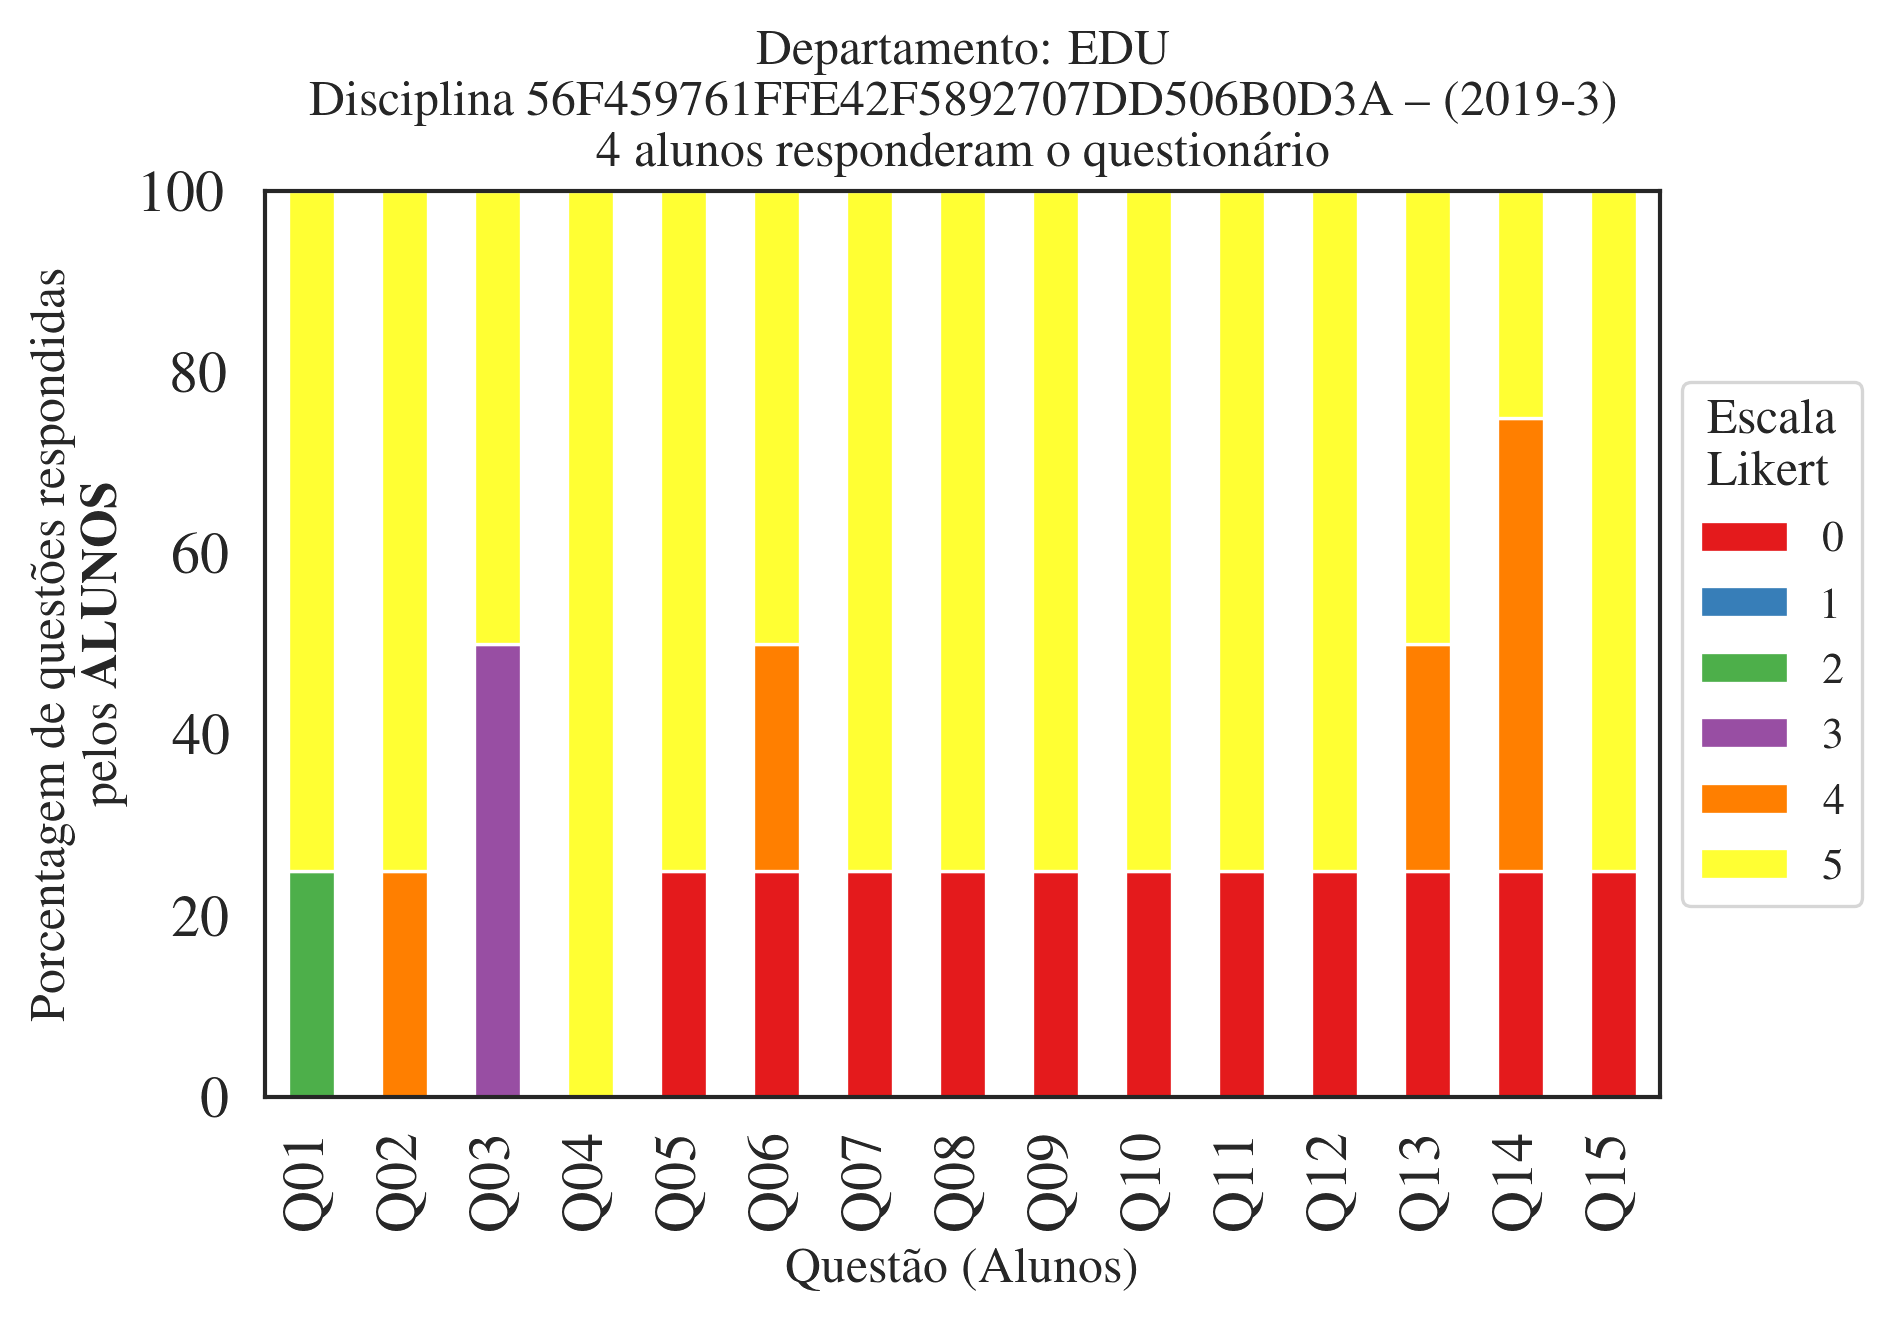 Departamento: EDU
Disciplina 56F459761FFE42F5892707DD506B0D3A – (2019-3)
4 alunos responderam o questionário
Porcentagem de questões respondidas
pelos ALUNOS
100
80
60
40
20
0
Q01
Q02
Q03
Q04
Q05
Q06
Q07
Q08
Q09
Q10
Q11
Q12
Q13
Q14
Q15
Questão (Alunos)
Escala
Likert
0
1
2
3
4
5